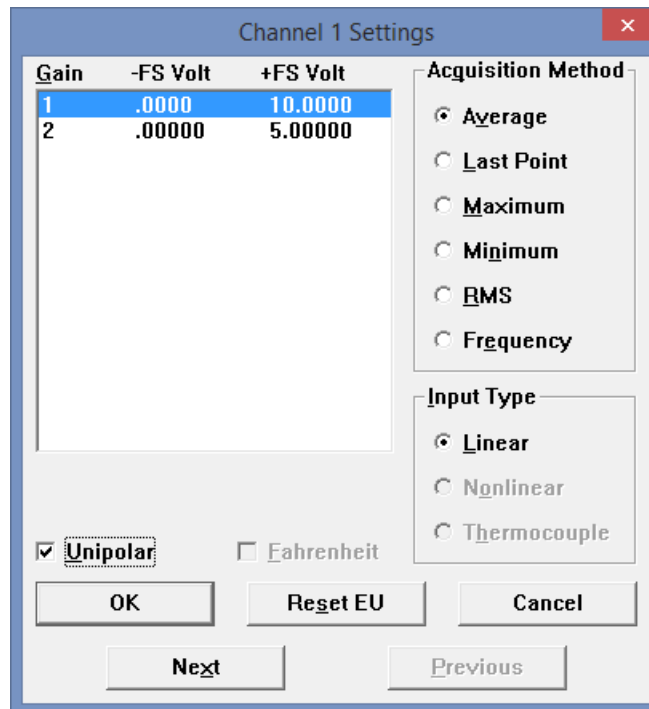 Channel 1 Settings
Gain -FS Volt +FS Volt
1 .0000 10.0000
2 .00000 5.00000
Acquisition Method
Average
Last Point
Maximum
Minimum
RMS
Frequency
Input Type
Linear
Nonlinear
Thermocouple
Unipolar
Fahrenheit
OK
Reset EU
Cancel
Next
Previous